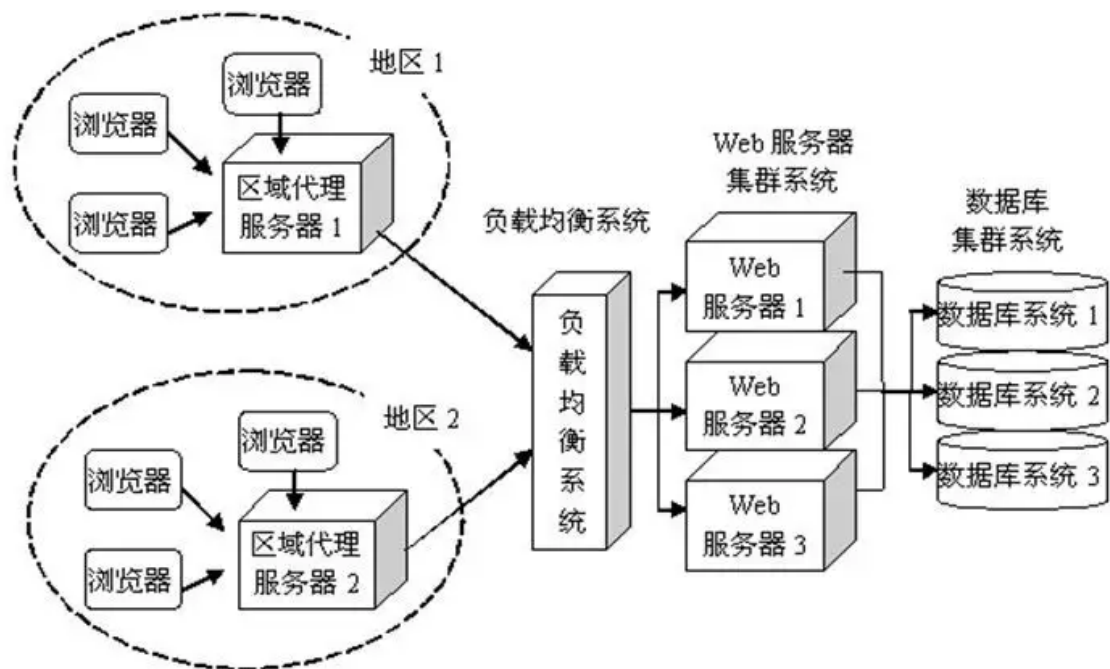 地区 1
浏览器
浏览器
浏览器
区域代理
服务器 1
地区 2
浏览器
浏览器
浏览器
区域代理
服务器 2
负载均衡系统
负
载
均
衡
系
统
Web 服务器
集群系统
Web
服务器 1
Web
服务器 2
Web
服务器 3
数据库
集群系统
数据库系统 1
数据库系统 2
数据库系统 3